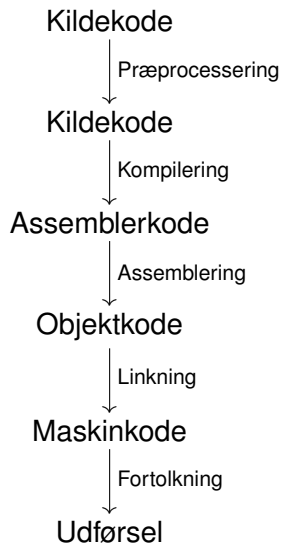 Kildekode
Præprocessering
Kildekode
Kompilering
Assemblerkode
Assemblering
Objektkode
Linkning
Maskinkode
Fortolkning
Udførsel